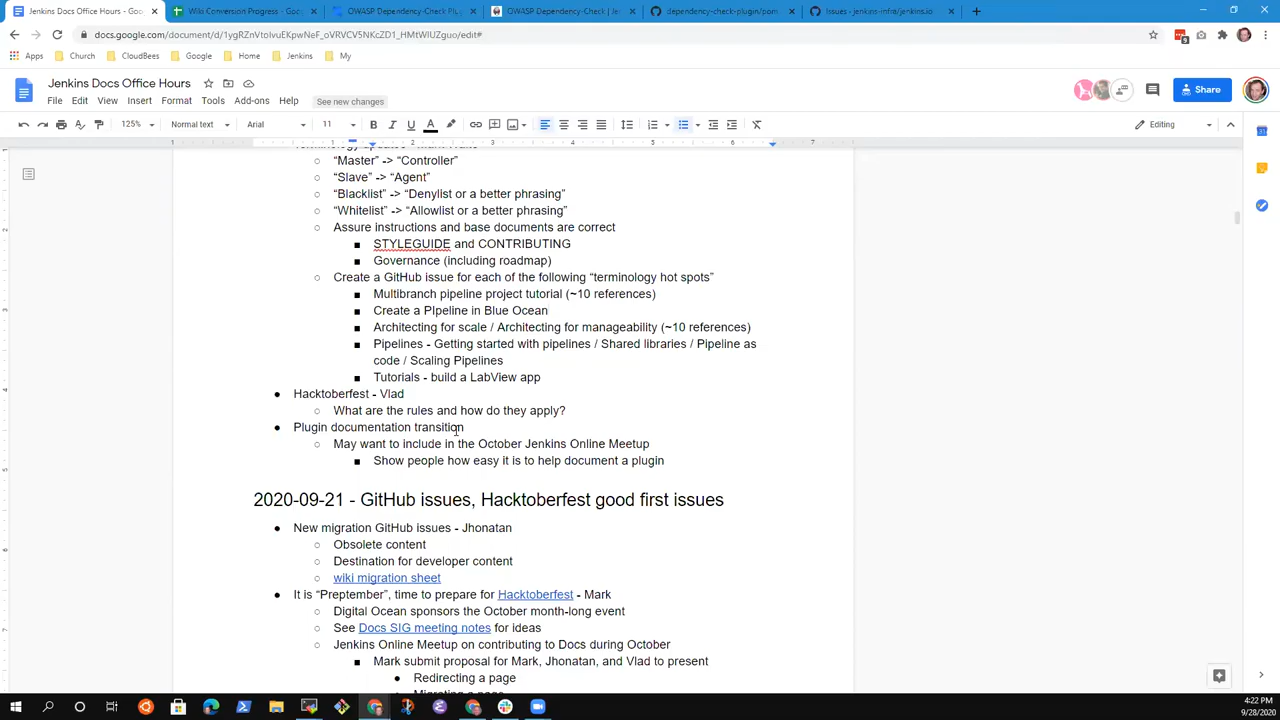 Jenkins Docs Office Hours - Goo
Wiki Conversion Progress - Goog
OWASP Dependency-Check Plu
OWASP Dependency-Check | Jen
dependency-check-plugin/pom
Issues · jenkins-infra/jenkins.io
docs.google.com/document/d/1ygRZnVtoIvuEKpwNeF_oVRVCV5NKcZD1_HMtWIUZguo/edit#
Apps
Church
CloudBees
Google
Home
Jenkins
My
Jenkins Docs Office Hours
File Edit View Insert Format Tools Add-ons Help
See new changes
Share
125%
Normal text
Arial
11
Editing
“Master” -> “Controller”
“Slave” -> “Agent”
“Blacklist” -> “Denylist or a better phrasing”
“Whitelist” -> “Allowlist or a better phrasing”
Assure instructions and base documents are correct
STYLEGUIDE and CONTRIBUTING
Governance (including roadmap)
Create a GitHub issue for each of the following “terminology hot spots”
Multibranch pipeline project tutorial (~10 references)
Create a PIpeline in Blue Ocean
Architecting for scale / Architecting for manageability (~10 references)
Pipelines - Getting started with pipelines / Shared libraries / Pipeline as
code / Scaling Pipelines
Tutorials - build a LabView app
Hacktoberfest - Vlad
What are the rules and how do they apply?
Plugin documentation transition
May want to include in the October Jenkins Online Meetup
Show people how easy it is to help document a plugin
2020-09-21 - GitHub issues, Hacktoberfest good first issues
New migration GitHub issues - Jhonatan
Obsolete content
Destination for developer content
wiki migration sheet
It is “Preptember”, time to prepare for Hacktoberfest - Mark
Digital Ocean sponsors the October month-long event
See Docs SIG meeting notes for ideas
Jenkins Online Meetup on contributing to Docs during October
Mark submit proposal for Mark, Jhonatan, and Vlad to present
Redirecting a page
Migrating a page
4:22 PM
9/28/2020